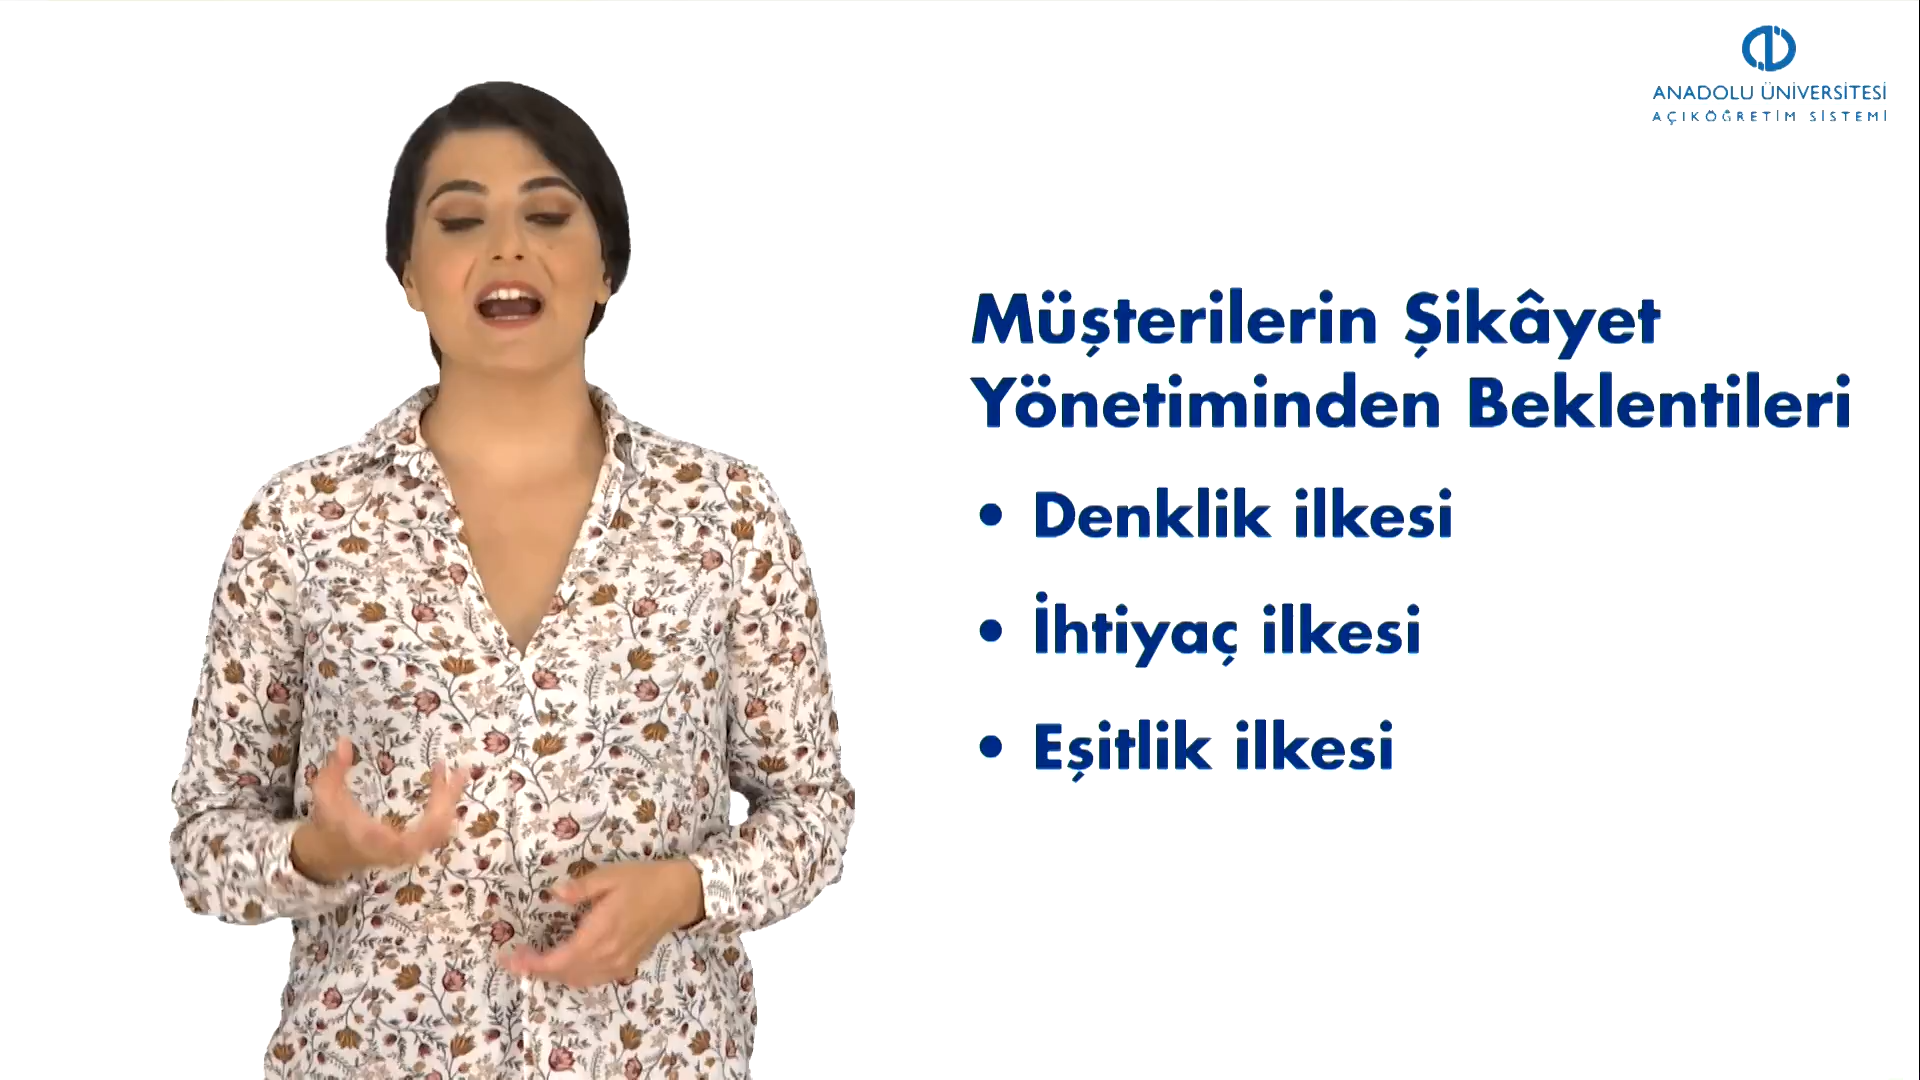 ANADOLU ÜNİVERSİTESİ
AÇIKÖĞRETİM SİSTEMİ
Müşterilerin Şikâyet
Yönetiminden Beklentileri
• Denklik ilkesi
• İhtiyaç ilkesi
• Eşitlik ilkesi